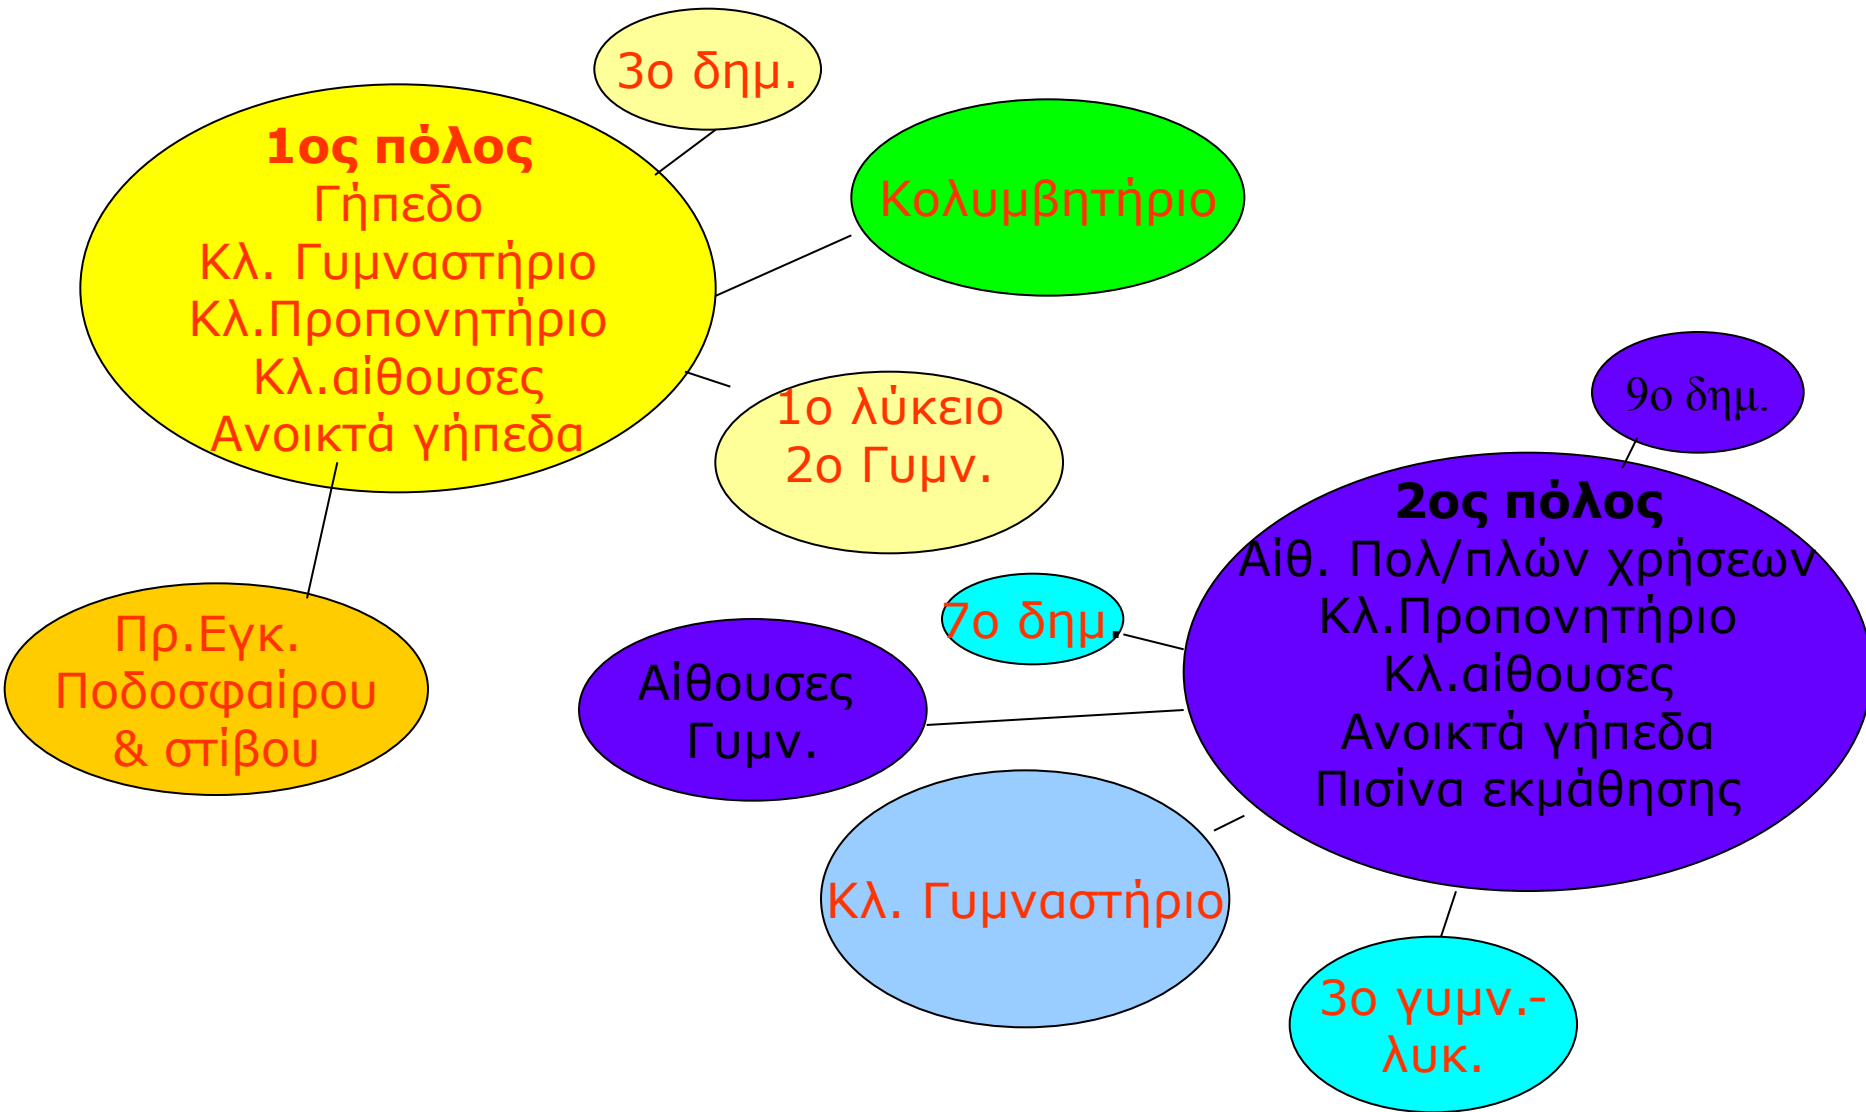 3ο δημ.
1ος πόλος
Γήπεδο
Κλ. Γυμναστήριο
Κλ.Προπονητήριο
Κλ.αίθουσες
Ανοικτά γήπεδα
Κολυμβητήριο
1ο λύκειο
2ο Γυμν.
Πρ.Εγκ.
Ποδοσφαίρου
& στίβου
9ο δημ.
2ος πόλος
Αίθ. Πολ/πλών χρήσεων
Κλ.Προπονητήριο
Κλ.αίθουσες
Ανοικτά γήπεδα
Πισίνα εκμάθησης
7ο δημ.
Αίθουσες
Γυμν.
Κλ. Γυμναστήριο
3ο γυμν.-
λυκ.